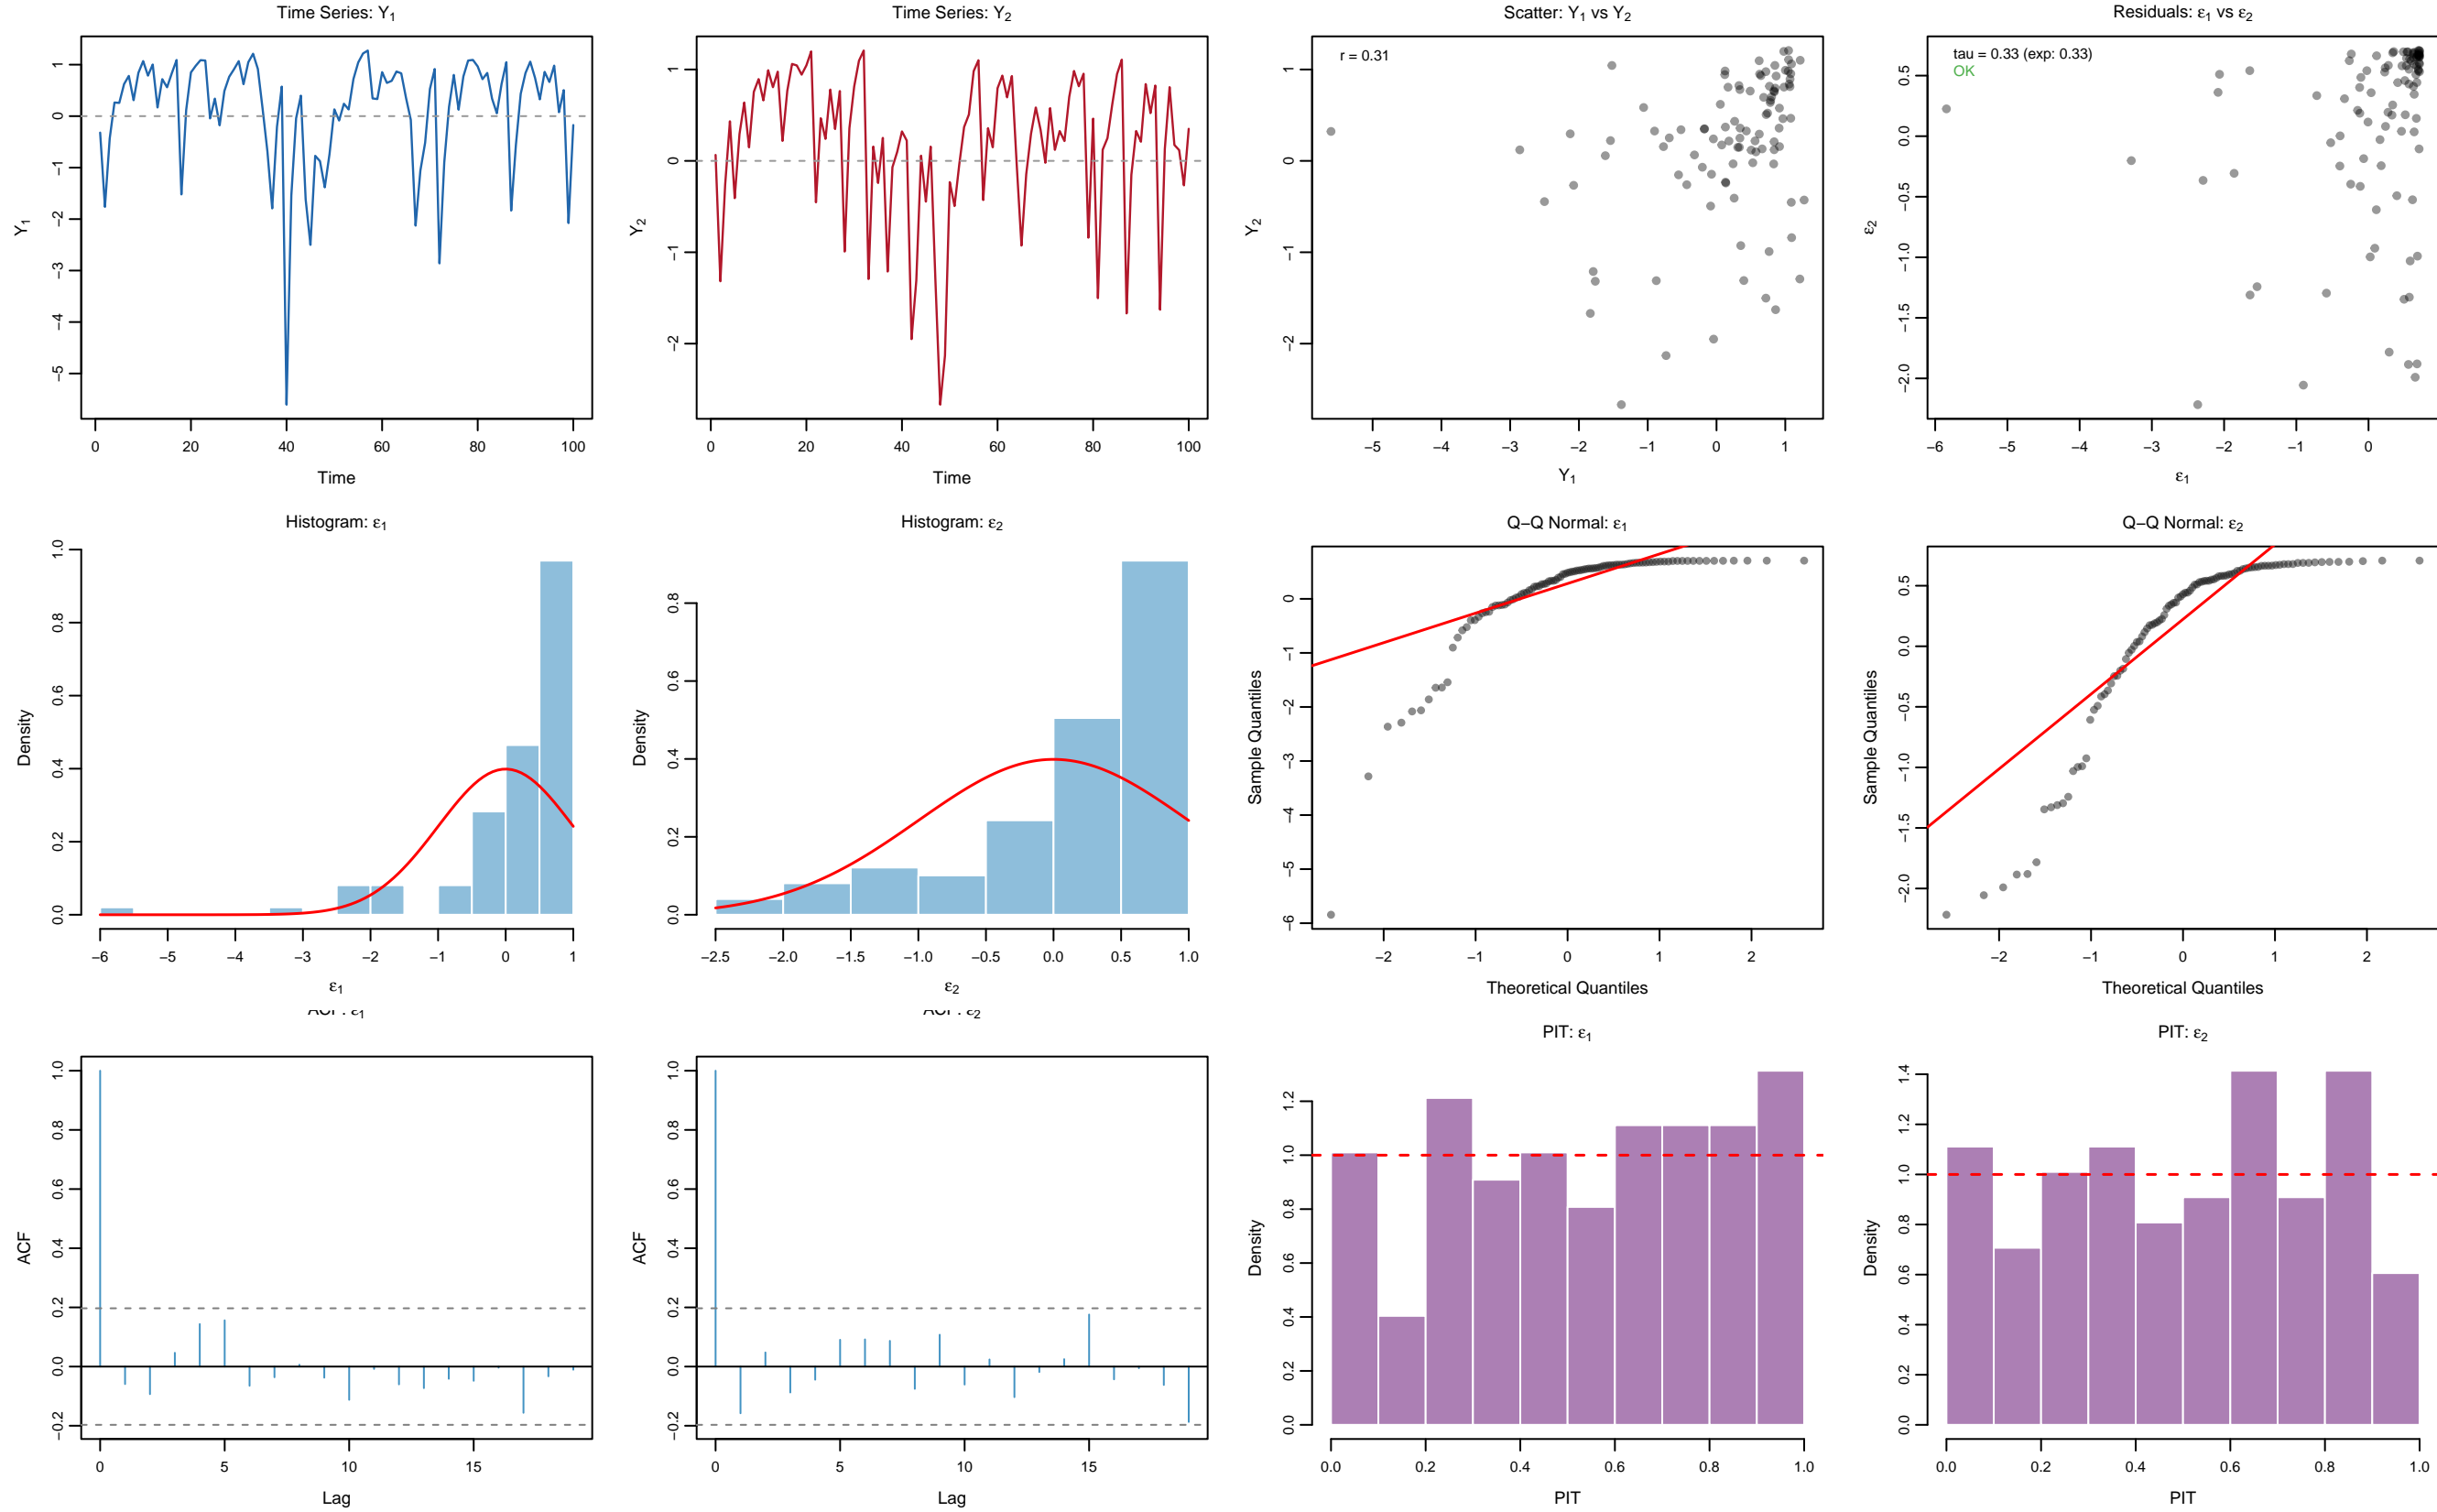 Time Series: Y1
Time Series: Y2
Scatter: Y1 vs Y2
Residuals: ε1 vs ε2
Y1
−5 −4 −3 −2 −1 0 1
0 20 40 60 80 100
Time
Y2
−2 −1 0 1
0 20 40 60 80 100
Time
r = 0.31
Y2
−2 −1 0 1
−5 −4 −3 −2 −1 0 1
Y1
tau = 0.33 (exp: 0.33)
OK
ε2
−2.0 −1.5 −1.0 −0.5 0.0 0.5
−6 −5 −4 −3 −2 −1 0
ε1
Histogram: ε1
Histogram: ε2
Q−Q Normal: ε1
Q−Q Normal: ε2
Density
0.0 0.2 0.4 0.6 0.8 1.0
−6 −5 −4 −3 −2 −1 0 1
ε1
Density
0.0 0.2 0.4 0.6 0.8
−2.5 −2.0 −1.5 −1.0 −0.5 0.0 0.5 1.0
ε2
Sample Quantiles
−6 −5 −4 −3 −2 −1 0
−2 −1 0 1 2
Theoretical Quantiles
Sample Quantiles
−2.0 −1.5 −1.0 −0.5 0.0 0.5
−2 −1 0 1 2
Theoretical Quantiles
ACF: ε1
ACF: ε2
PIT: ε1
PIT: ε2
ACF
−0.2 0.0 0.2 0.4 0.6 0.8 1.0
0 5 10 15
Lag
ACF
−0.2 0.0 0.2 0.4 0.6 0.8 1.0
0 5 10 15
Lag
Density
0.0 0.2 0.4 0.6 0.8 1.0 1.2
0.0 0.2 0.4 0.6 0.8 1.0
PIT
Density
0.0 0.2 0.4 0.6 0.8 1.0 1.2 1.4
0.0 0.2 0.4 0.6 0.8 1.0
PIT